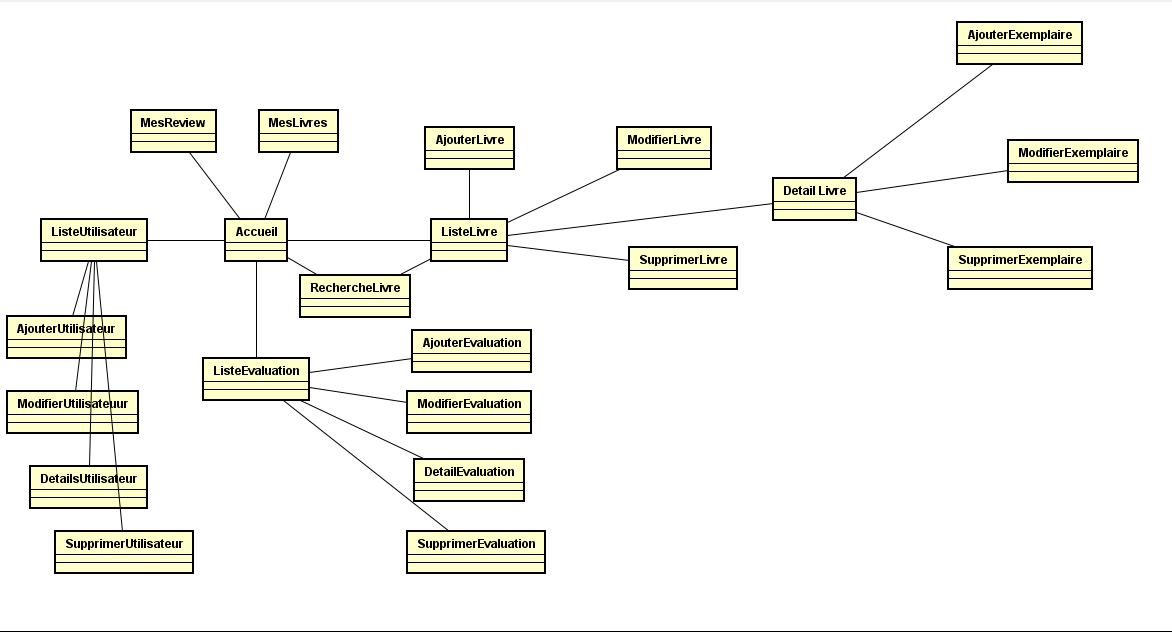 AjouterExemplaire
MesReview
MesLivres
AjouterLivre
ModifierLivre
ModifierExemplaire
Detail Livre
ListeUtilisateur
Accueil
ListeLivre
SupprimerLivre
SupprimerExemplaire
RechercheLivre
AjouterUtilisateur
AjouterEvaluation
ListeEvaluation
ModifierUtilisateuur
ModifierEvaluation
DetailsUtilisateur
DetailEvaluation
SupprimerUtilisateur
SupprimerEvaluation